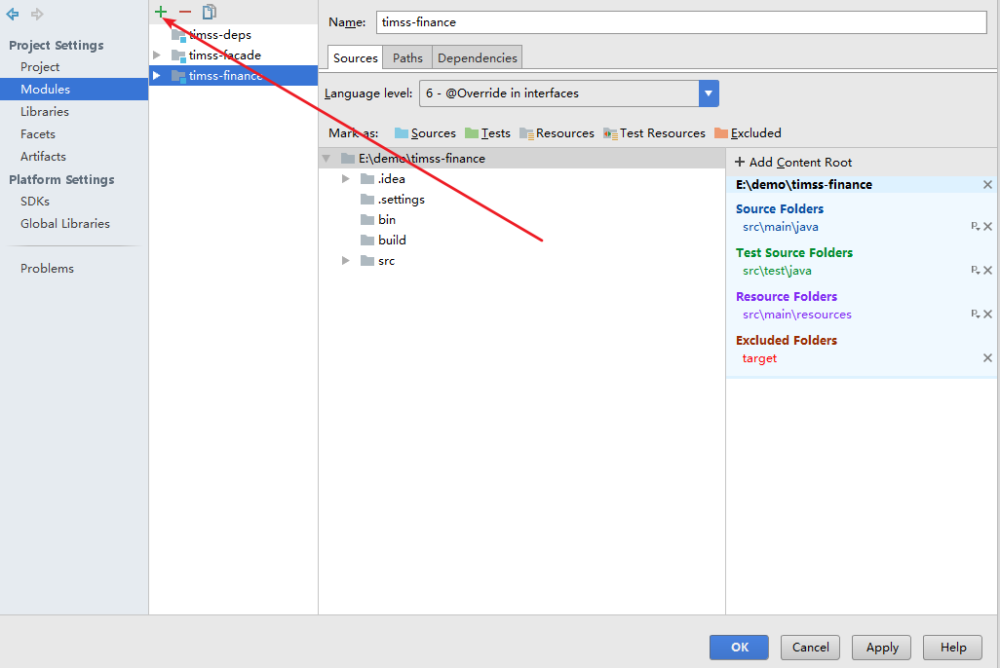 Project Settings
Project
Modules
Libraries
Facets
Artifacts
Platform Settings
SDKs
Global Libraries
Problems
timss-deps
timss-facade
timss-finance
Name: timss-finance
Sources Paths Dependencies
Language level: 6 - @Override in interfaces
Mark as: Sources Tests Resources Test Resources Excluded
E:\demo\timss-finance
.idea
.settings
bin
build
src
+ Add Content Root
E:\demo\timss-finance
Source Folders
src\main\java
Test Source Folders
src\test\java
Resource Folders
src\main\resources
Excluded Folders
target
OK Cancel Apply Help